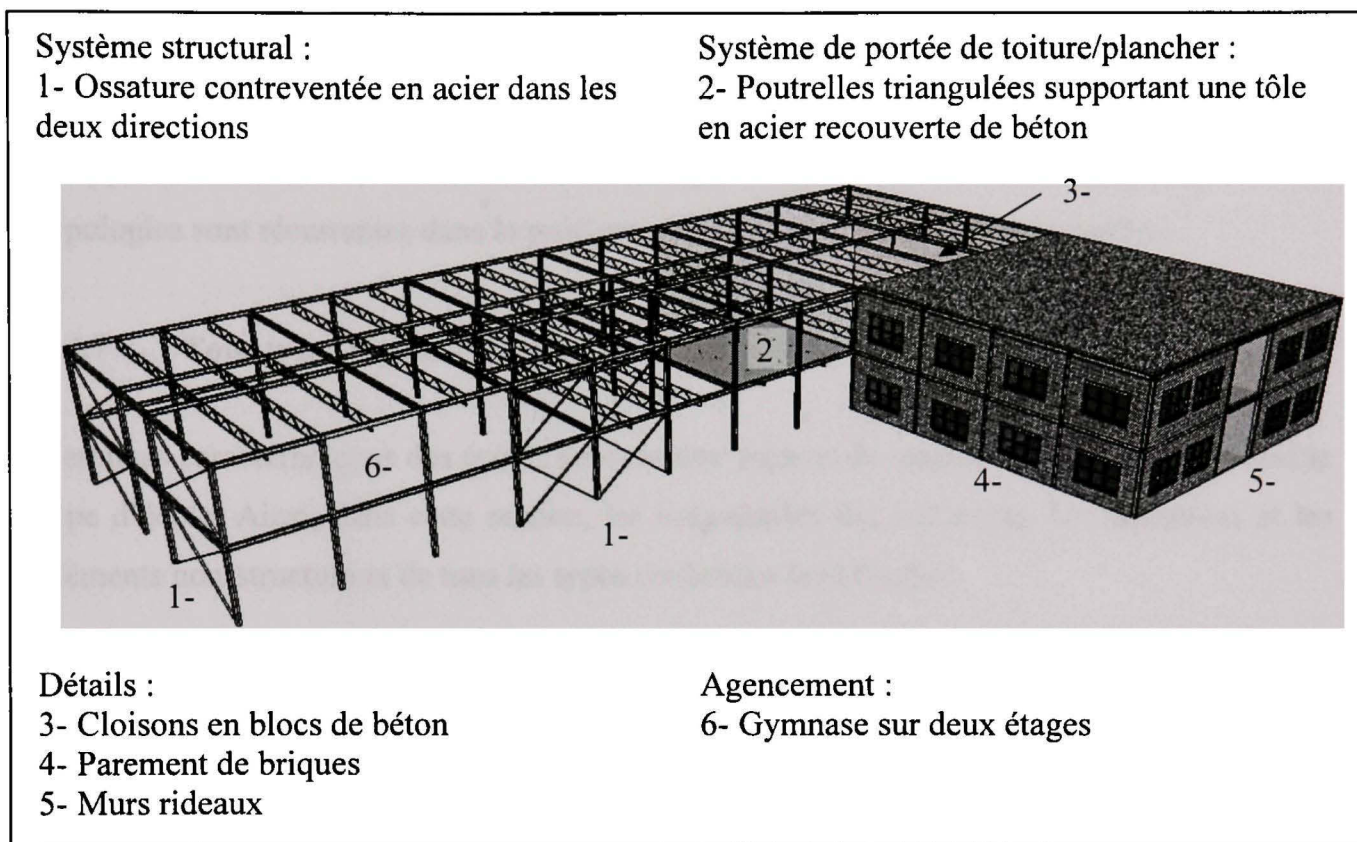 Système structural :
1- Ossature contreventée en acier dans les
deux directions
Système de portée de toiture/plancher :
2- Poutrelles triangulées supportant une tôle
en acier recouverte de béton
3-
2
6-
4-
5-
1-
1-
Détails :
3- Cloisons en blocs de béton
4- Parement de briques
5- Murs rideaux
Agencement :
6- Gymnase sur deux étages